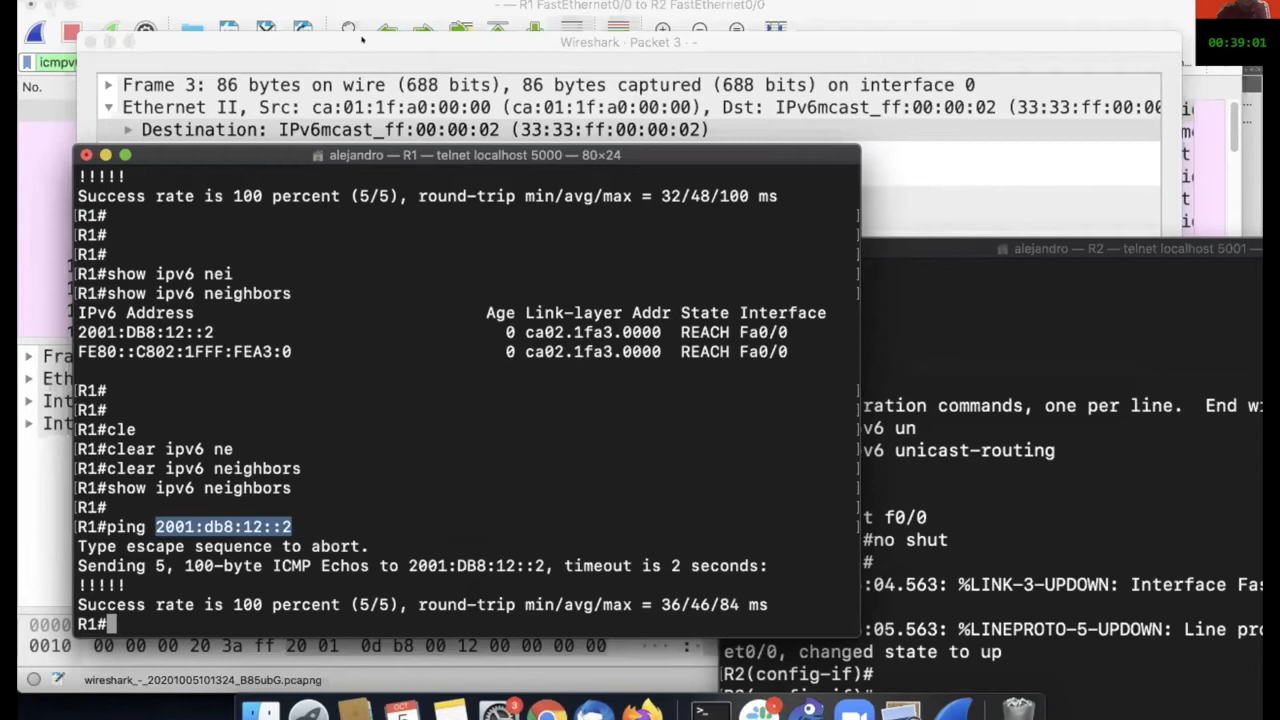 - — R1 FastEthernet0/0 to R2 FastEthernet0/0
00:39:01
Wireshark · Packet 3 · -
icmpv
No.
Frame 3: 86 bytes on wire (688 bits), 86 bytes captured (688 bits) on interface 0
Ethernet II, Src: ca:01:1f:a0:00:00 (ca:01:1f:a0:00:00), Dst: IPv6mcast_ff:00:00:02 (33:33:ff:00:00
Destination: IPv6mcast_ff:00:00:02 (33:33:ff:00:00:02)
alejandro — R1 — telnet localhost 5000 — 80×24
!!!!!
Success rate is 100 percent (5/5), round-trip min/avg/max = 32/48/100 ms
R1#
R1#
R1#
R1#show ipv6 nei
R1#show ipv6 neighbors
IPv6 Address Age Link-layer Addr State Interface
2001:DB8:12::2 0 ca02.1fa3.0000 REACH Fa0/0
FE80::C802:1FFF:FEA3:0 0 ca02.1fa3.0000 REACH Fa0/0
R1#
R1#
R1#cle
R1#clear ipv6 ne
R1#clear ipv6 neighbors
R1#show ipv6 neighbors
R1#
R1#ping 2001:db8:12::2
Type escape sequence to abort.
Sending 5, 100-byte ICMP Echos to 2001:DB8:12::2, timeout is 2 seconds:
!!!!!
Success rate is 100 percent (5/5), round-trip min/avg/max = 36/46/84 ms
R1#
alejandro — R2 — telnet localhost 5001 —
ration commands, one per line. End wi
v6 un
v6 unicast-routing
t f0/0
#no shut
#
:04.563: %LINK-3-UPDOWN: Interface Fas
:05.563: %LINEPROTO-5-UPDOWN: Line pro
et0/0, changed state to up
R2(config-if)#
Fra
Eth
Int
Int
0000
0010 00 00 00 20 3a ff 20 01 0d b8 00 12 00 00 00
wireshark_-_20201005101324_B85ubG.pcapng
OCT
3